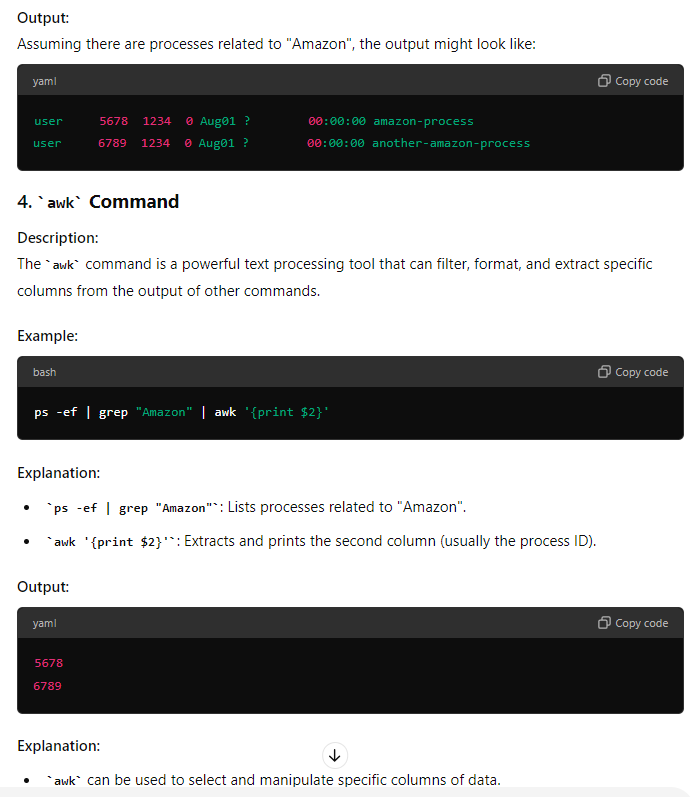 Output:
Assuming there are processes related to "Amazon", the output might look like:
yaml Copy code
user 5678 1234 0 Aug01 ? 00:00:00 amazon-process
user 6789 1234 0 Aug01 ? 00:00:00 another-amazon-process
4. `awk` Command
Description:
The `awk` command is a powerful text processing tool that can filter, format, and extract specific
columns from the output of other commands.
Example:
bash Copy code
ps -ef | grep "Amazon" | awk '{print $2}'
Explanation:
• `ps -ef | grep "Amazon"`: Lists processes related to "Amazon".
• `awk '{print $2}'`: Extracts and prints the second column (usually the process ID).
Output:
yaml Copy code
5678
6789
Explanation:
• `awk` can be used to select and manipulate specific columns of data.